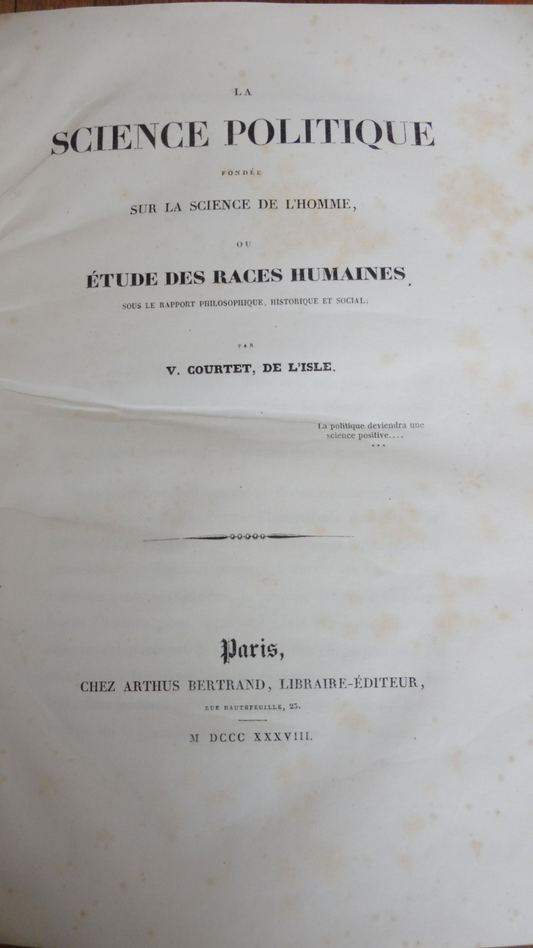 LA
SCIENCE POLITIQUE
FONDÉE
SUR LA SCIENCE DE L'HOMME,
OU
ÉTUDE DES RACES HUMAINES
SOUS LE RAPPORT PHILOSOPHIQUE, HISTORIQUE ET SOCIAL;
PAR
V. COURTET, DE L'ISLE.
La politique deviendra une
science positive....
***
Paris,
CHEZ ARTHUS BERTRAND, LIBRAIRE-ÉDITEUR,
RUE HAUTEFEUILLE, 23.
M DCCC XXXVIII.